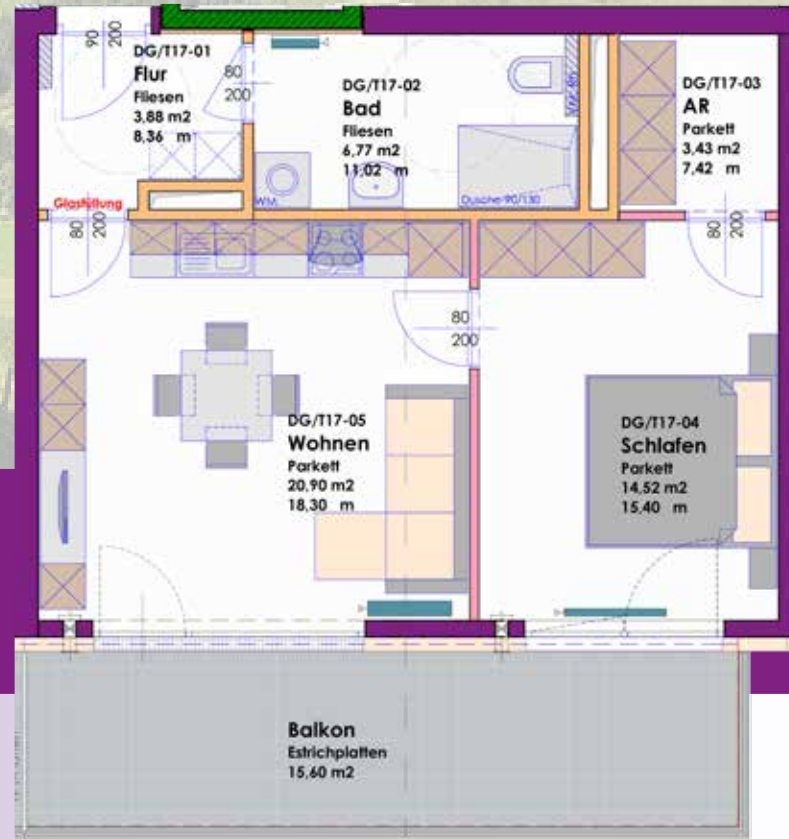 90
200
DG/T17-01
Flur
Fliesen
3,88 m2
8,36 m
80
200
DG/T17-02
Bad
Fliesen
6,77 m2
11,02 m
DG/T17-03
AR
Parkett
3,43 m2
7,42 m
WM
Dusche 90/130
Glasfüllung
80
200
80
200
80
200
DG/T17-05
Wohnen
Parkett
20,90 m2
18,30 m
DG/T17-04
Schlafen
Parkett
14,52 m2
15,40 m
Balkon
Estrichplatten
15,60 m2